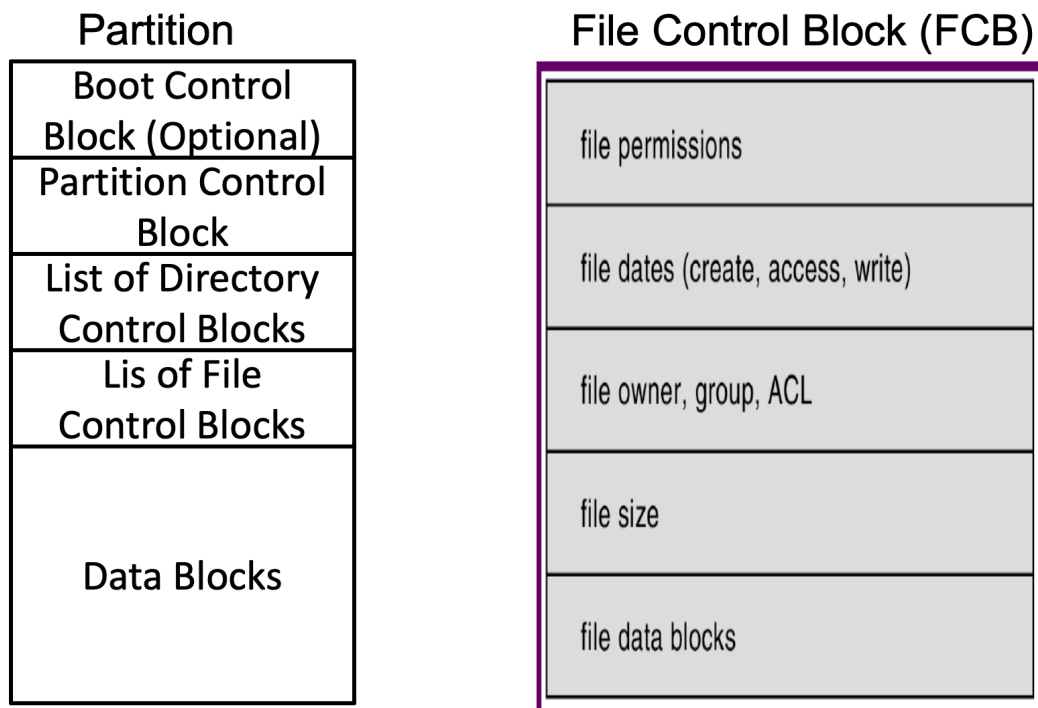 Partition
Boot Control
Block (Optional)
Partition Control
Block
List of Directory
Control Blocks
Lis of File
Control Blocks
Data Blocks
File Control Block (FCB)
file permissions
file dates (create, access, write)
file owner, group, ACL
file size
file data blocks